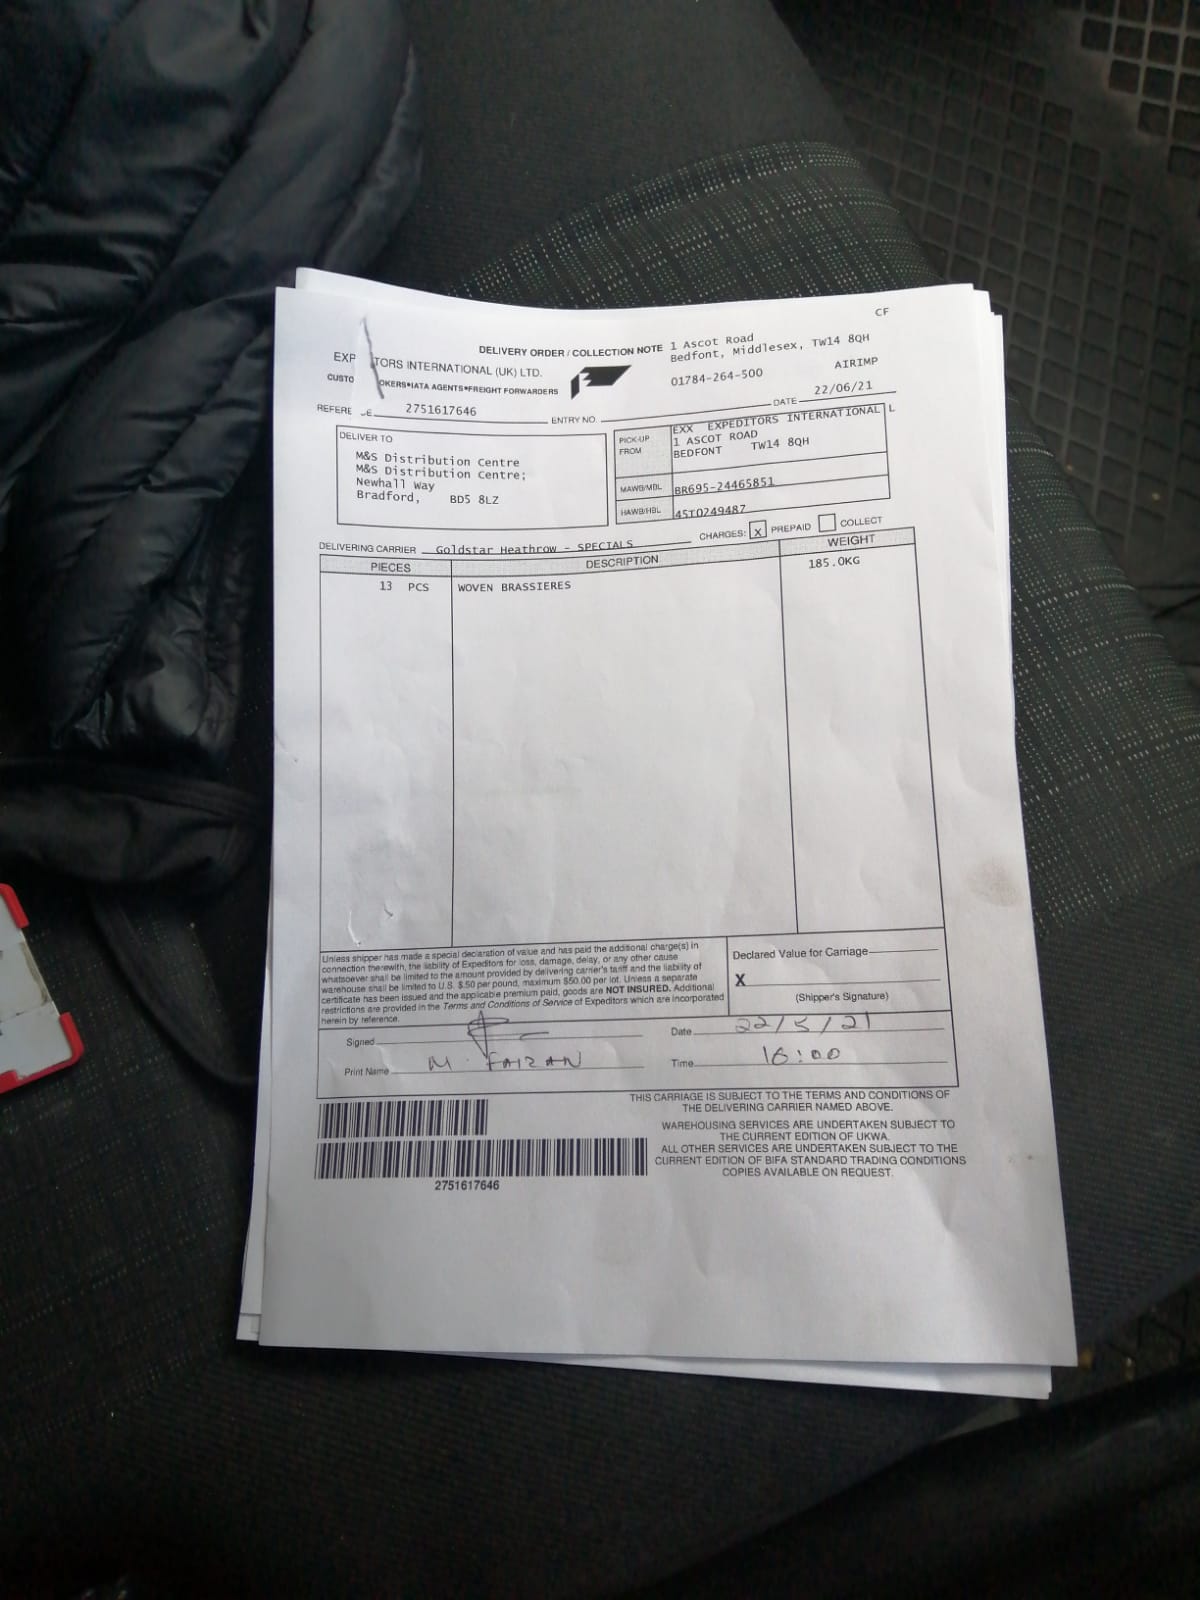 CF
DELIVERY ORDER / COLLECTION NOTE 1 Ascot Road
Bedfont, Middlesex, TW14 8QH
EXP TORS INTERNATIONAL (UK) LTD.
CUSTO OKERS•IATA AGENTS•FREIGHT FORWARDERS
01784-264-500
AIRIMP
REFERE E 2751617646
ENTRY NO.
DATE 22/06/21
DELIVER TO
M&S Distribution Centre
M&S Distribution Centre;
Newhall Way
Bradford, BD5 8LZ
PICK-UP FROM
EXX EXPEDITORS INTERNATIONAL L
1 ASCOT ROAD
BEDFONT TW14 8QH
MAWB/MBL BR695-24465851
HAWB/HBL 45T0249487
DELIVERING CARRIER Goldstar Heathrow - SPECIALS
CHARGES: X PREPAID COLLECT
PIECES DESCRIPTION WEIGHT
13 PCS WOVEN BRASSIERES 185.0KG
Unless shipper has made a special declaration of value and has paid the additional charge(s) in
connection therewith, the liability of Expeditors for loss, damage, delay, or any other cause
whatsoever shall be limited to the amount provided by delivering carrier's tariff and the liability of
warehouse shall be limited to U.S. $.50 per pound, maximum $50.00 per lot. Unless a separate
certificate has been issued and the applicable premium paid, goods are NOT INSURED. Additional
restrictions are provided in the Terms and Conditions of Service of Expeditors which are incorporated
herein by reference.
Declared Value for Carriage
X
(Shipper's Signature)
Signed
Date 22/5/21
Print Name M. FAIZAN
Time 16:00
THIS CARRIAGE IS SUBJECT TO THE TERMS AND CONDITIONS OF
THE DELIVERING CARRIER NAMED ABOVE.
WAREHOUSING SERVICES ARE UNDERTAKEN SUBJECT TO
THE CURRENT EDITION OF UKWA.
ALL OTHER SERVICES ARE UNDERTAKEN SUBJECT TO THE
CURRENT EDITION OF BIFA STANDARD TRADING CONDITIONS
COPIES AVAILABLE ON REQUEST.
2751617646